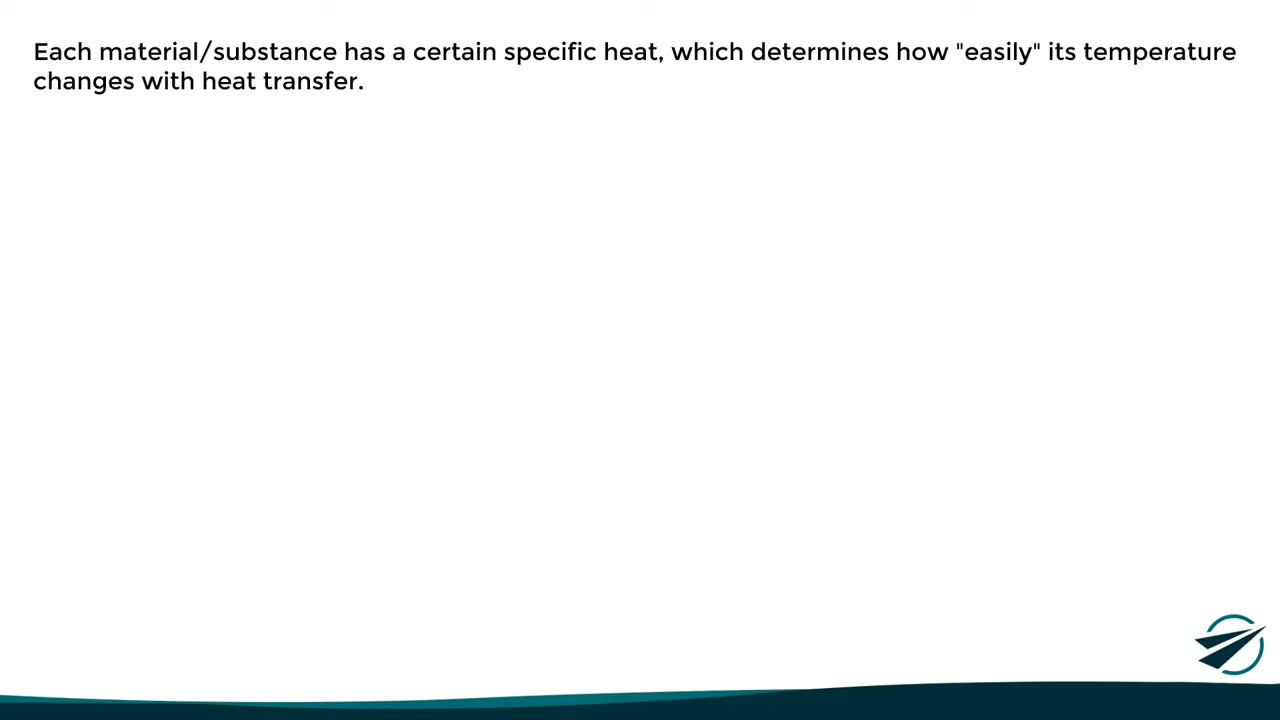 Each material/substance has a certain specific heat, which determines how "easily" its temperature
changes with heat transfer.